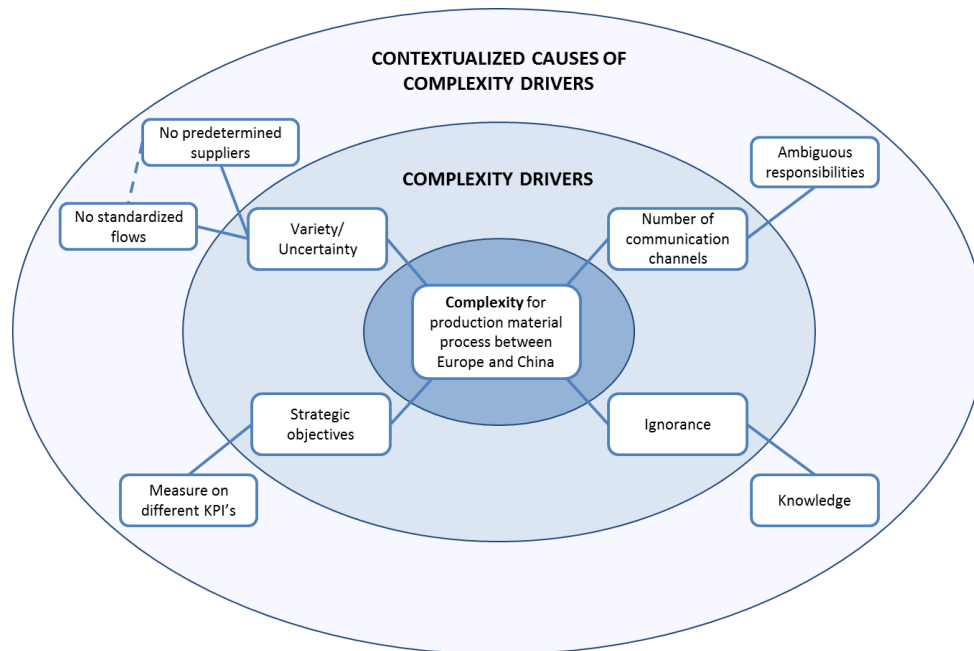 CONTEXTUALIZED CAUSES OF
COMPLEXITY DRIVERS
No predetermined
suppliers
Ambiguous
responsibilities
COMPLEXITY DRIVERS
No standardized
flows
Variety/
Uncertainty
Number of
communication
channels
Complexity for
production material
process between
Europe and China
Strategic
objectives
Ignorance
Measure on
different KPI's
Knowledge